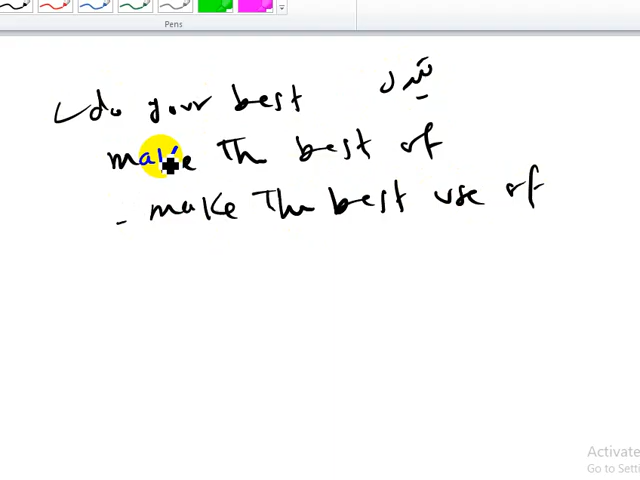 Pens
do your best
make Th best of
- make The best use of
Activate
Go to Setti